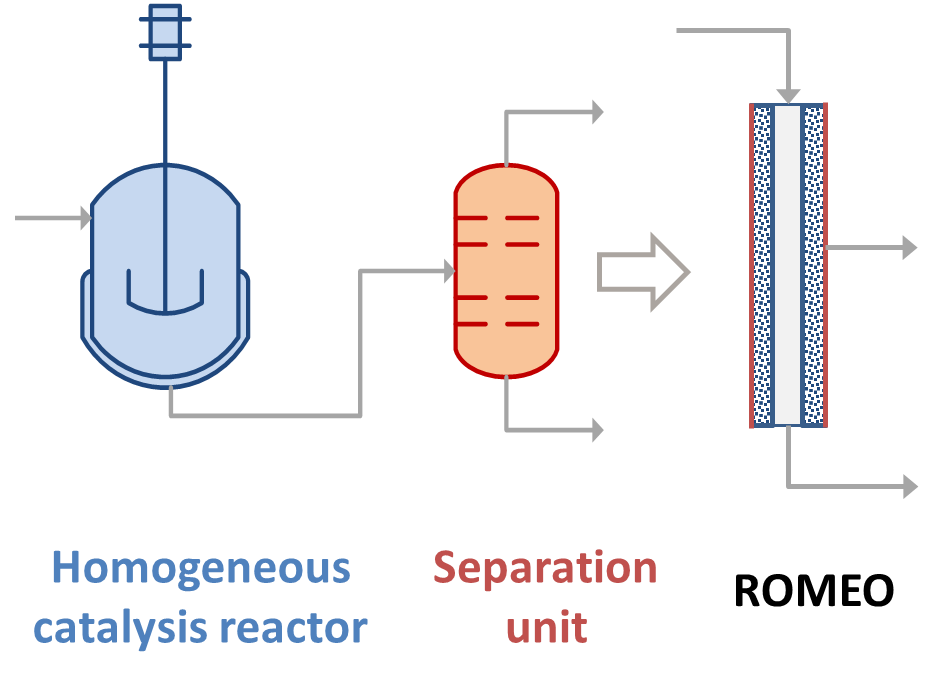 Homogeneous
catalysis reactor
Separation
unit
ROMEO